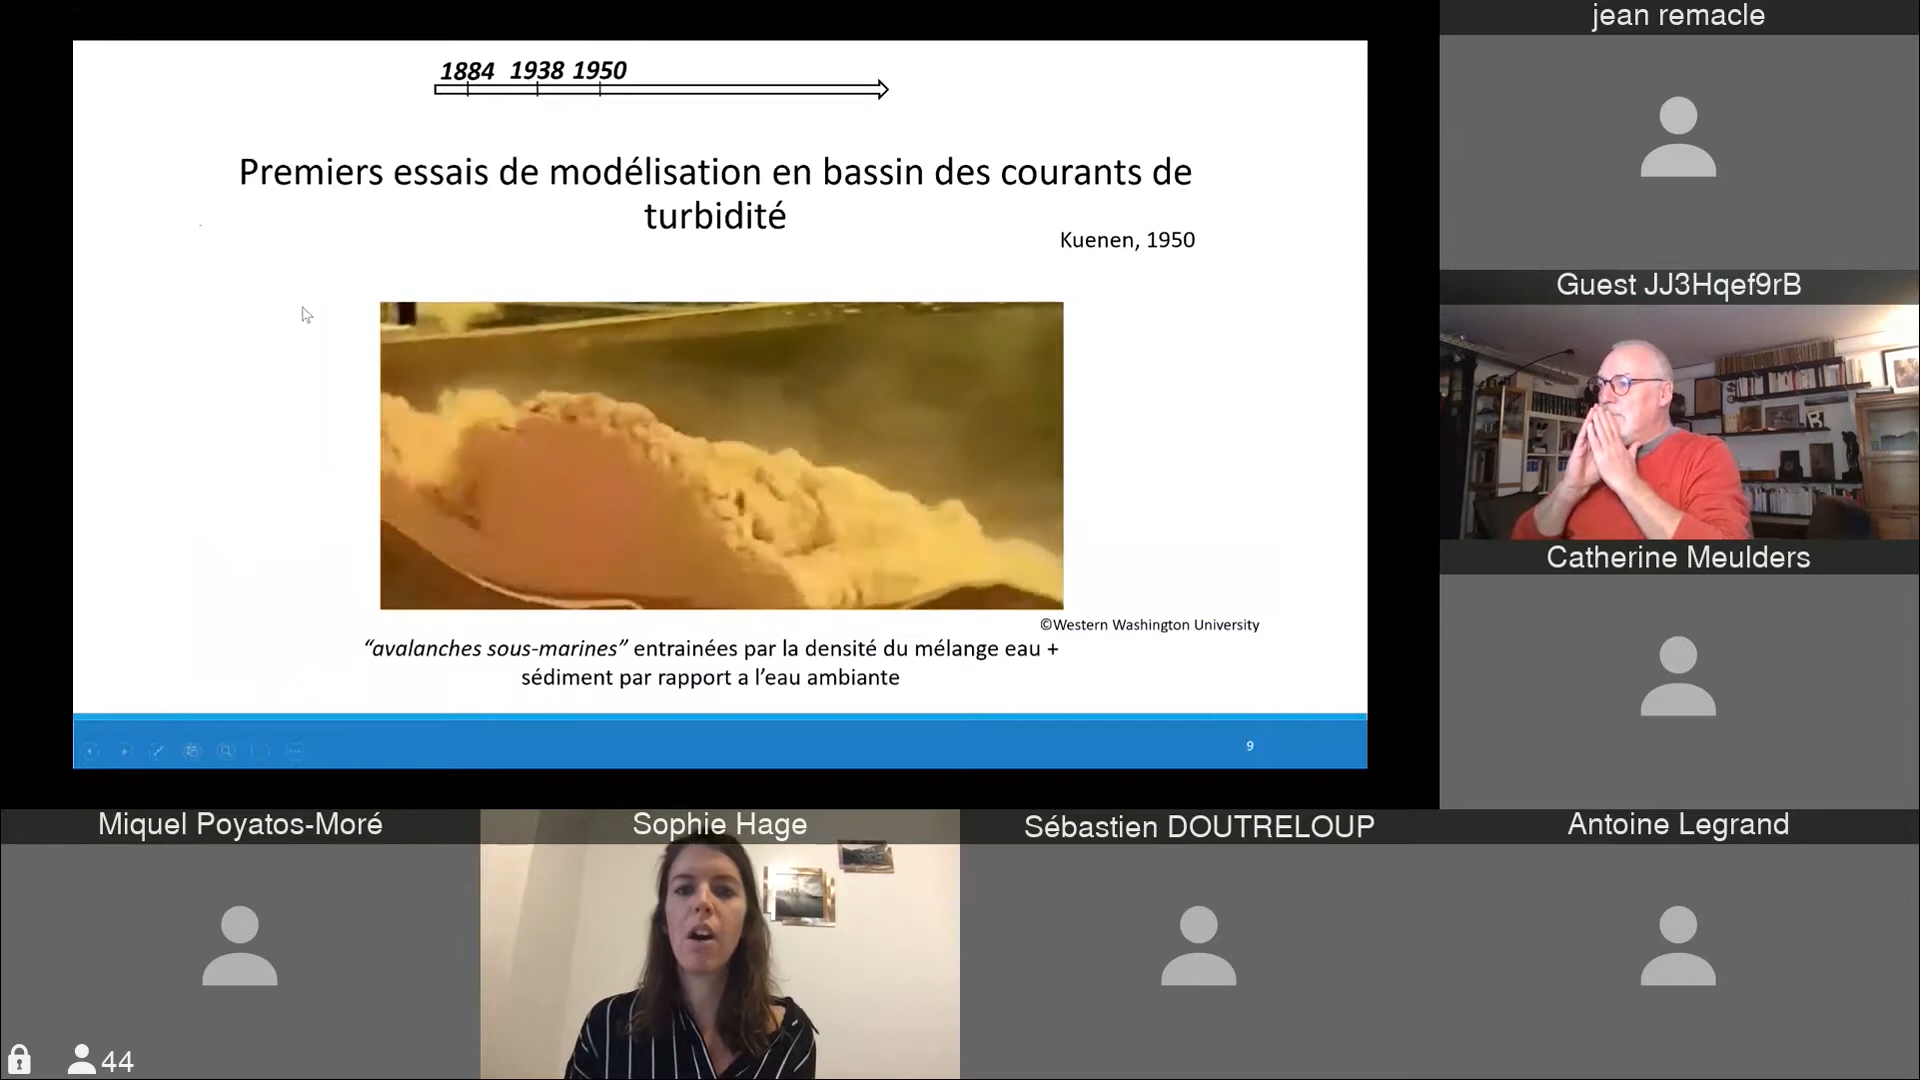 1884 1938 1950
Premiers essais de modélisation en bassin des courants de
turbidité
Kuenen, 1950
©Western Washington University
“avalanches sous-marines” entrainées par la densité du mélange eau +
sédiment par rapport a l’eau ambiante
9
jean remacle
Guest JJ3Hqef9rB
Catherine Meulders
Miquel Poyatos-Moré
Sophie Hage
Sébastien DOUTRELOUP
Antoine Legrand
44